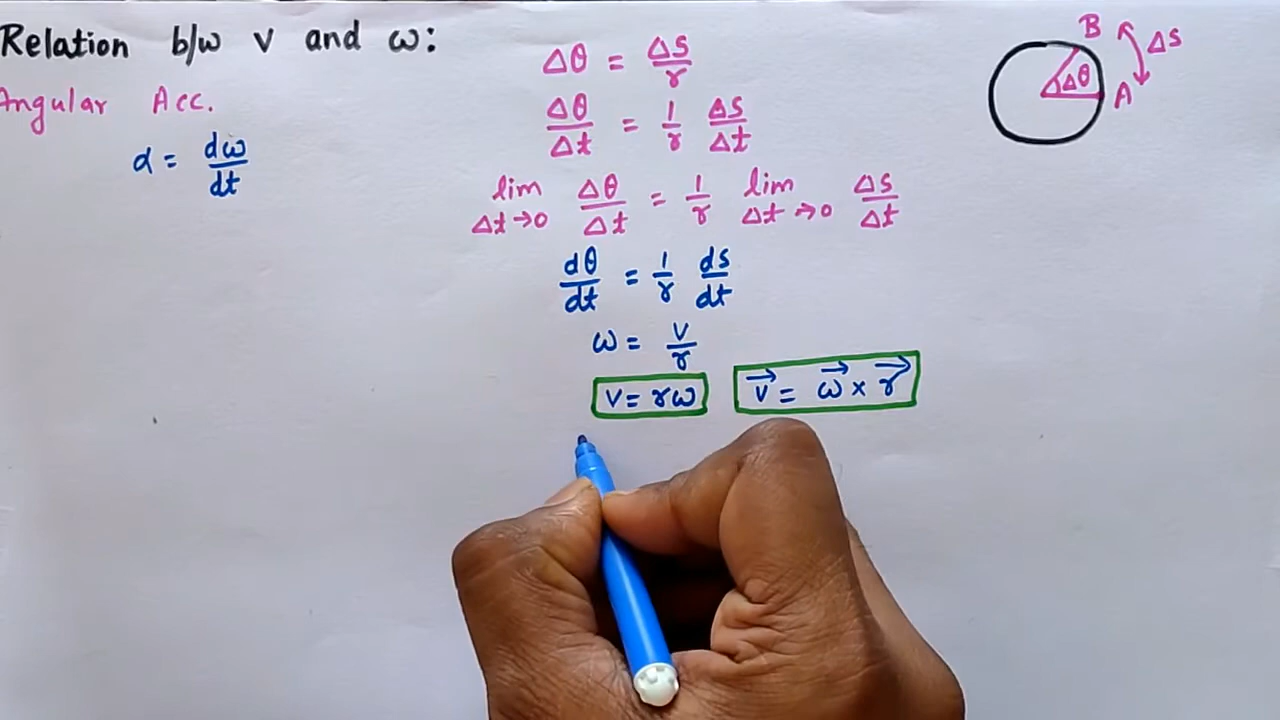 Relation b/w v and ω:
Angular Acc.
α = dω/dt
Δθ = Δs/r
Δθ/Δt = 1/r Δs/Δt
lim Δt→0 Δθ/Δt = 1/r lim Δt→0 Δs/Δt
dθ/dt = 1/r ds/dt
ω = v/r
v = rω
v⃗ = ω⃗ × r⃗
B
Δs
Δθ
A